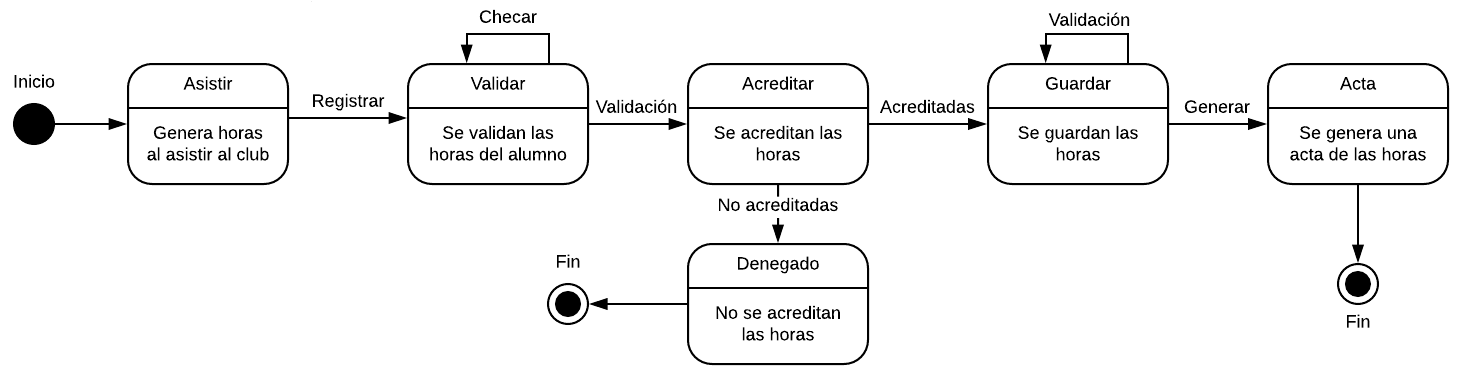 Inicio
Asistir
Genera horas
al asistir al club
Registrar
Checar
Validar
Se validan las
horas del alumno
Validación
Acreditar
Se acreditan las
horas
Acreditadas
Validación
Guardar
Se guardan las
horas
Generar
Acta
Se genera una
acta de las horas
Fin
No acreditadas
Denegado
No se acreditan
las horas
Fin